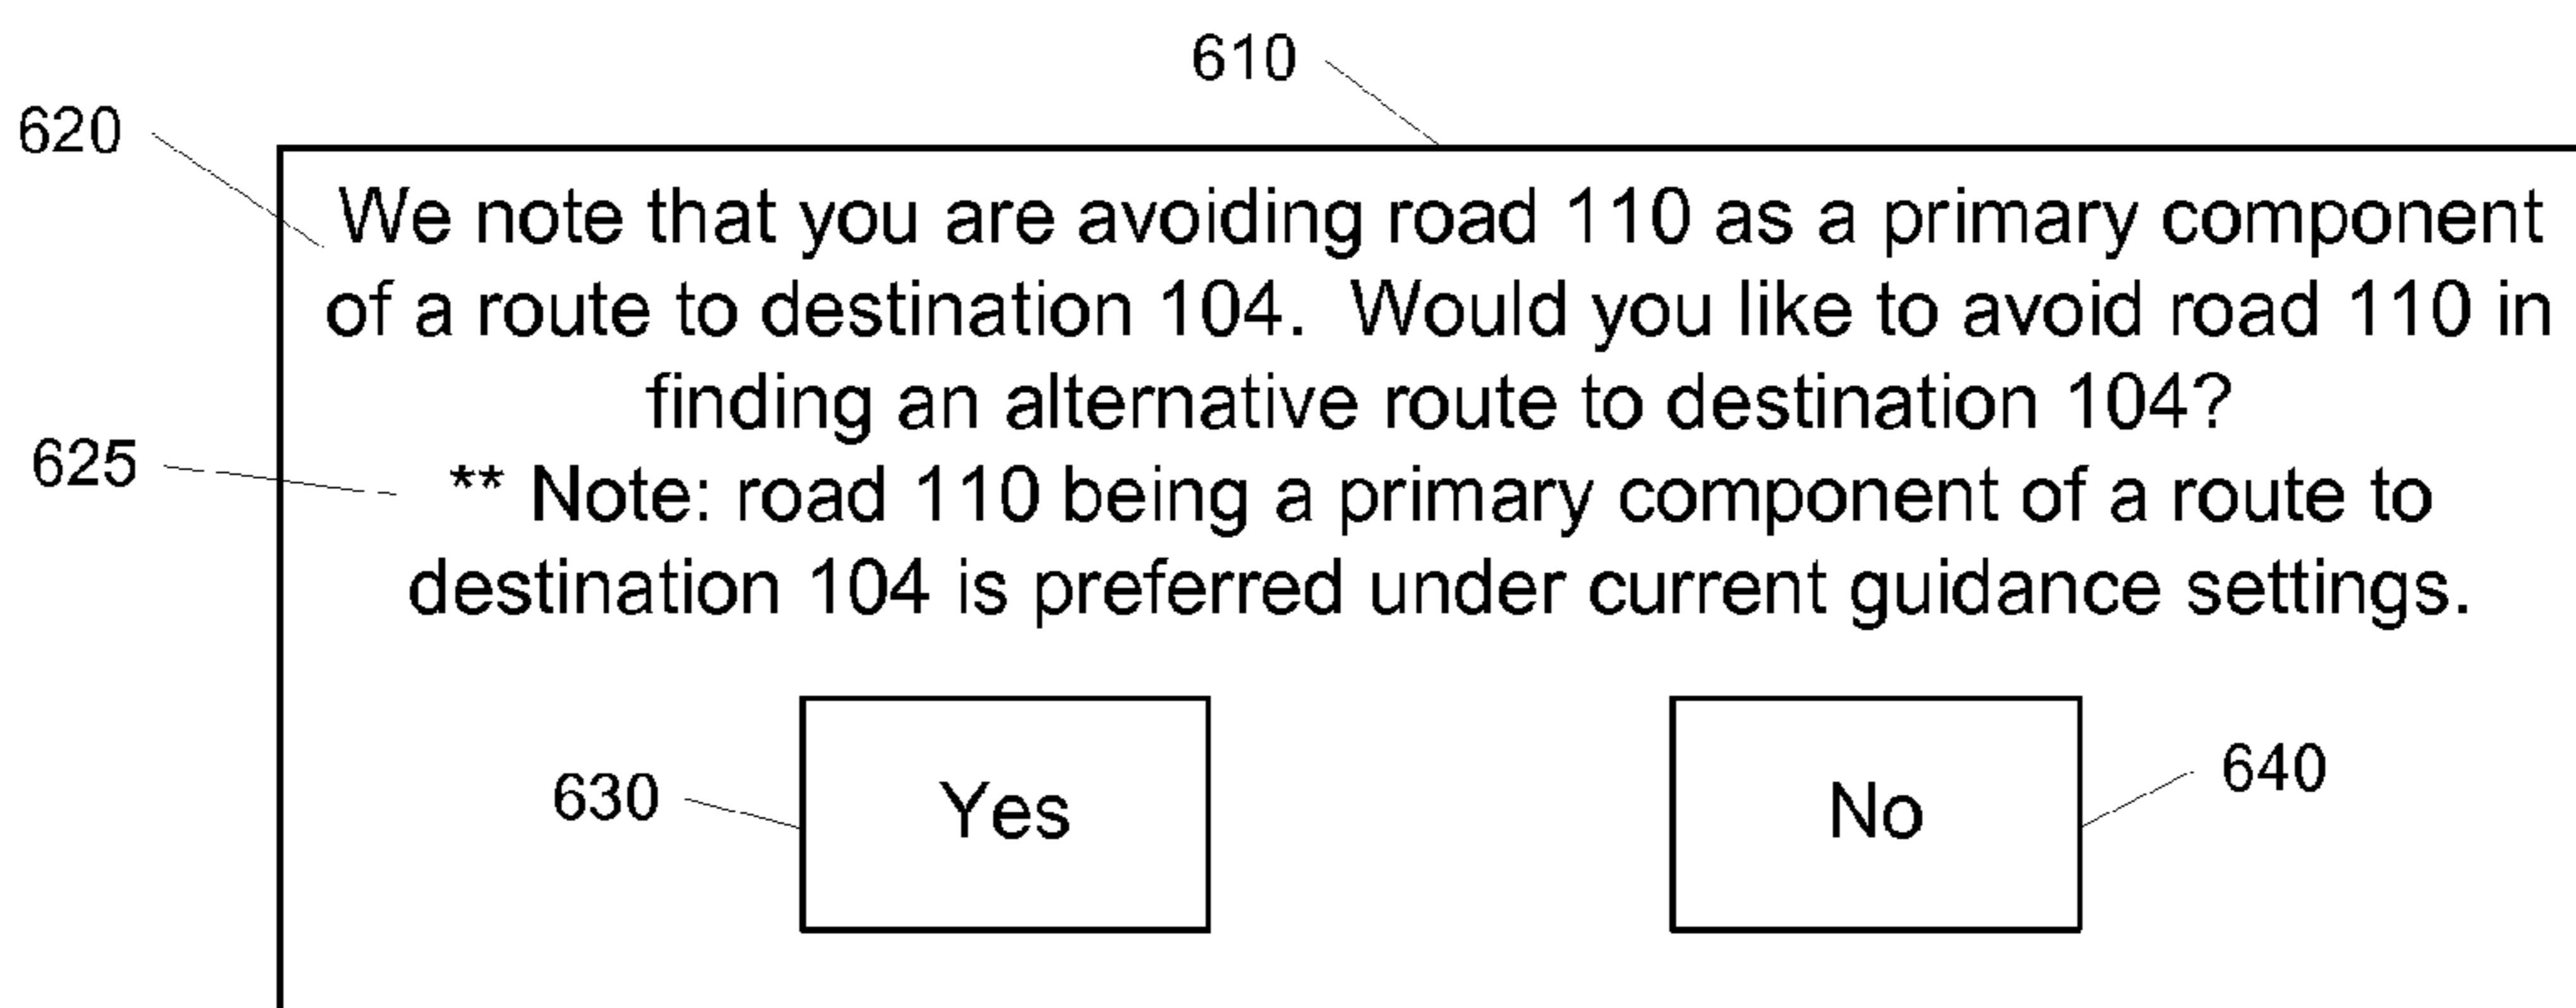 610
620
We note that you are avoiding road 110 as a primary component
of a route to destination 104.  Would you like to avoid road 110 in
finding an alternative route to destination 104?
625
** Note: road 110 being a primary component of a route to
destination 104 is preferred under current guidance settings.
630
Yes
No
640